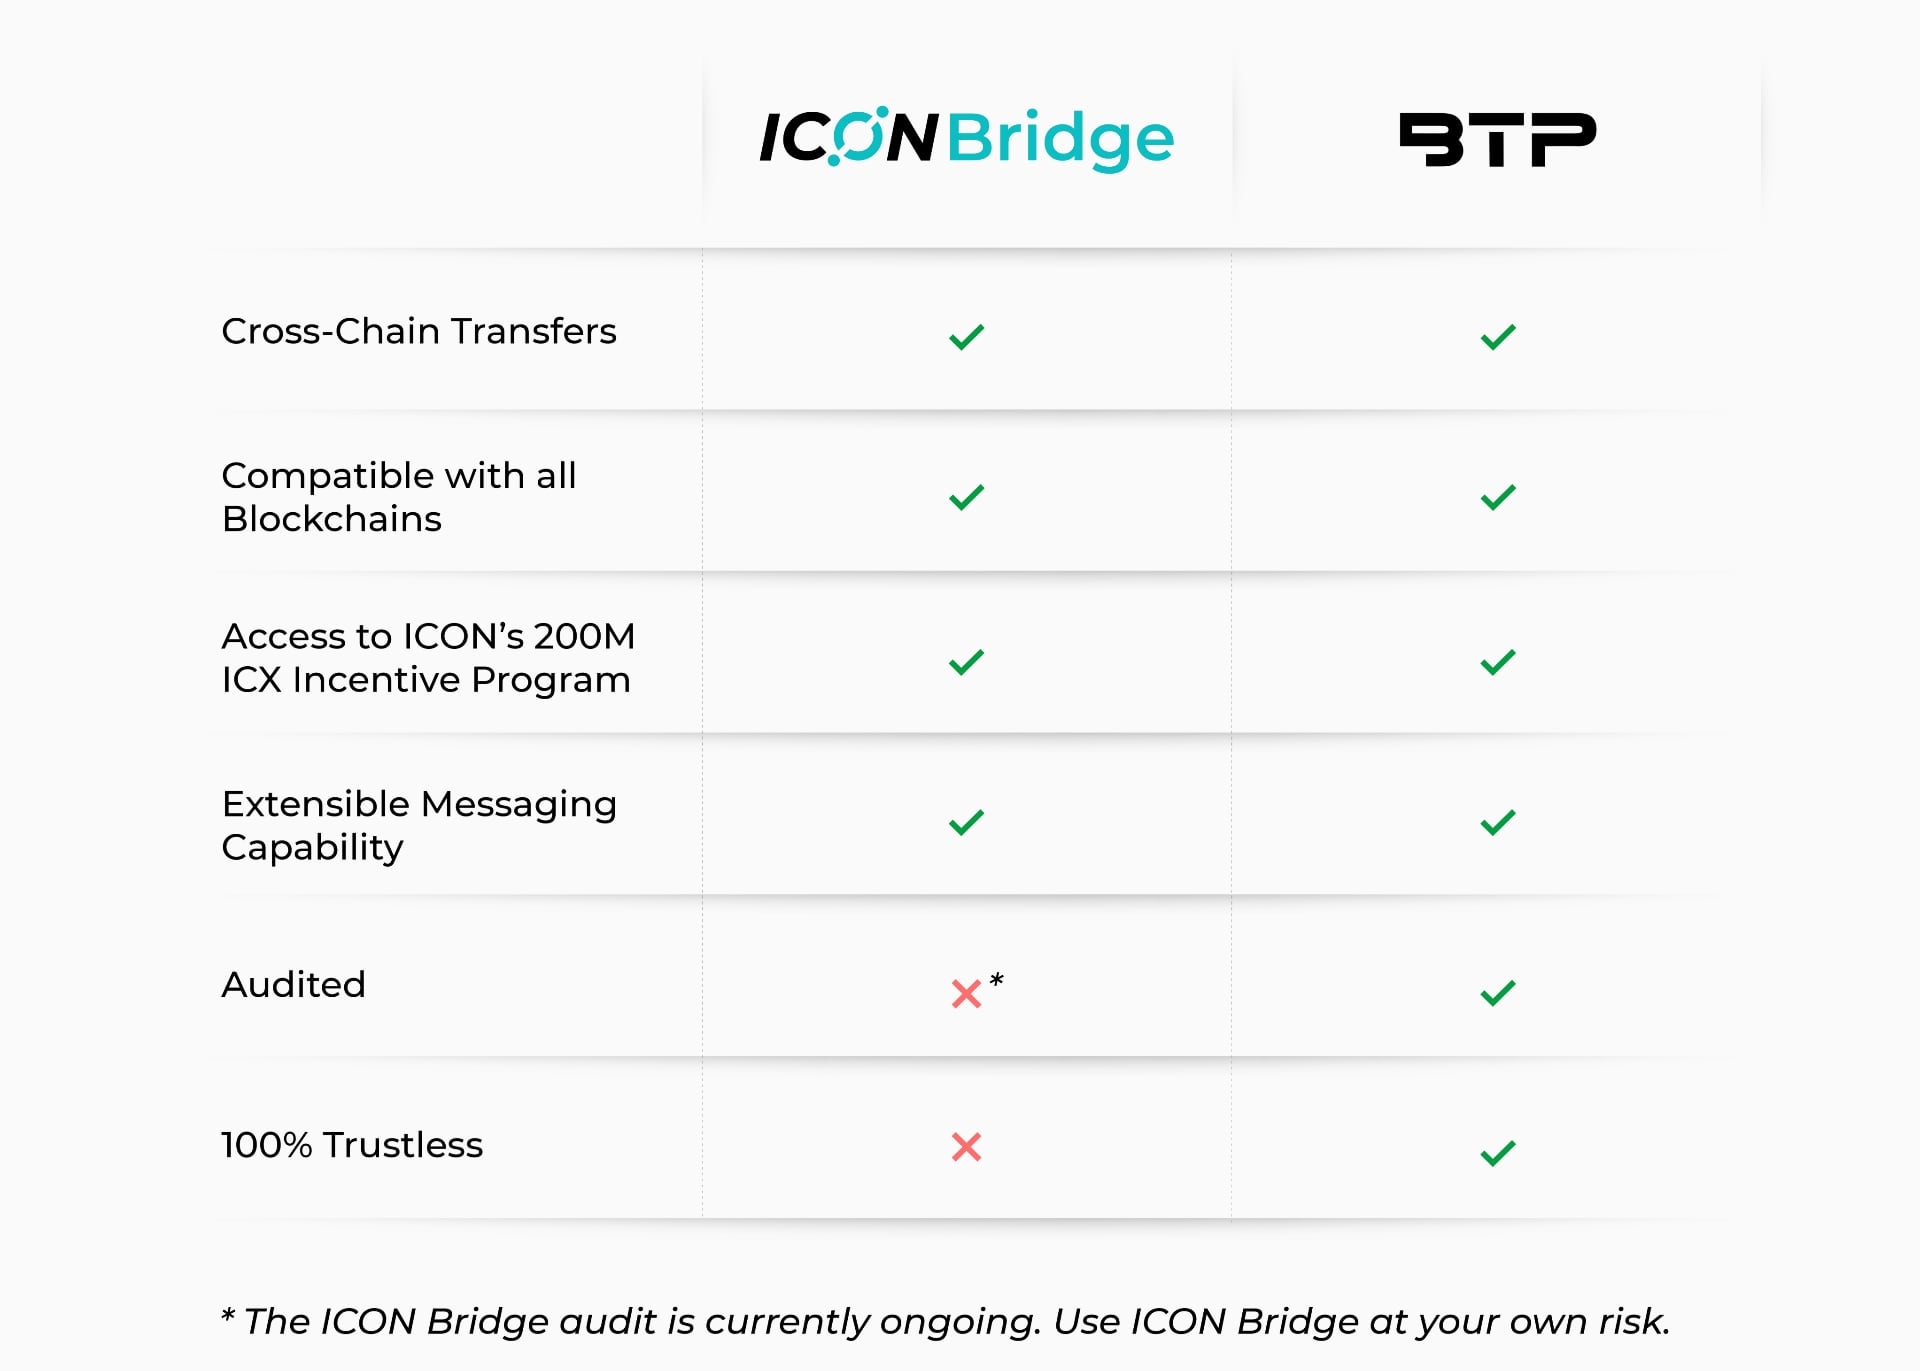 ICON Bridge BTP
Cross-Chain Transfers
Compatible with all
Blockchains
Access to ICON’s 200M
ICX Incentive Program
Extensible Messaging
Capability
Audited
*
100% Trustless
* The ICON Bridge audit is currently ongoing. Use ICON Bridge at your own risk.